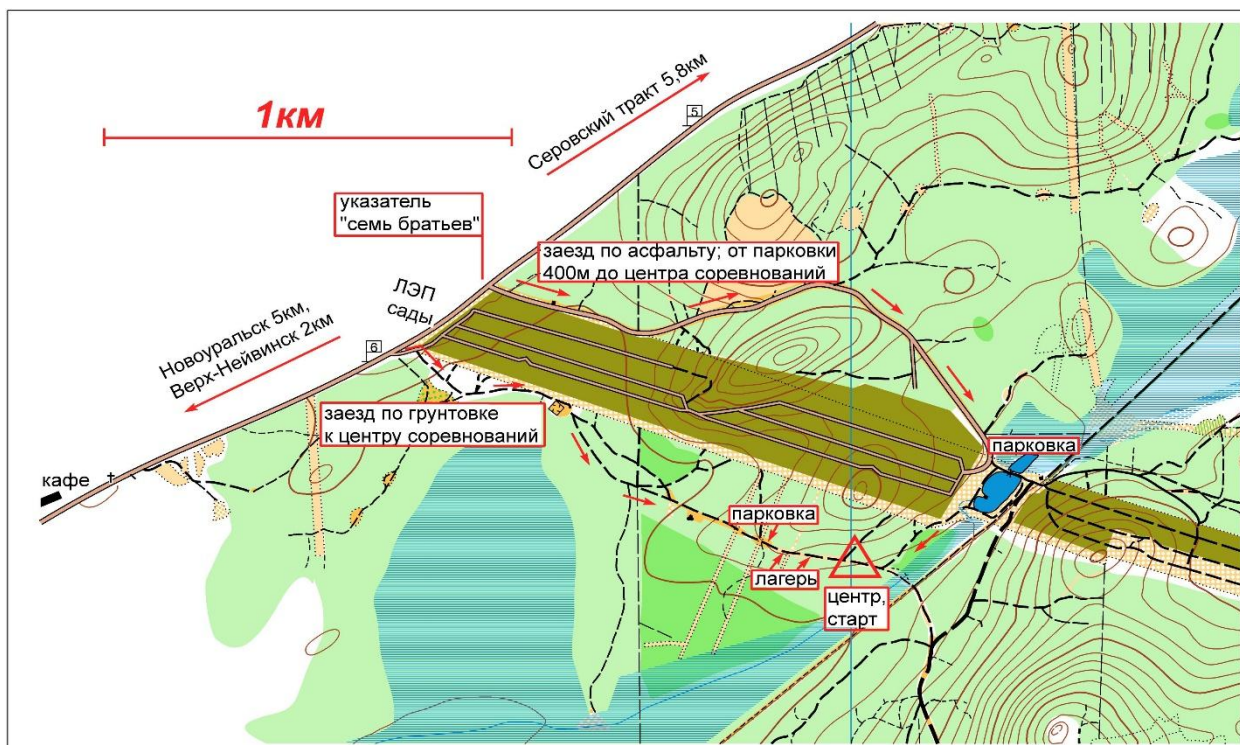 1км
Серовский тракт 5,8км
5
указатель
"семь братьев"
заезд по асфальту; от парковки
400м до центра соревнований
ЛЭП
сады
6
Новоуральск 5км,
Верх-Нейвинск 2км
заезд по грунтовке
к центру соревнований
кафе
парковка
парковка
лагерь
центр,
старт